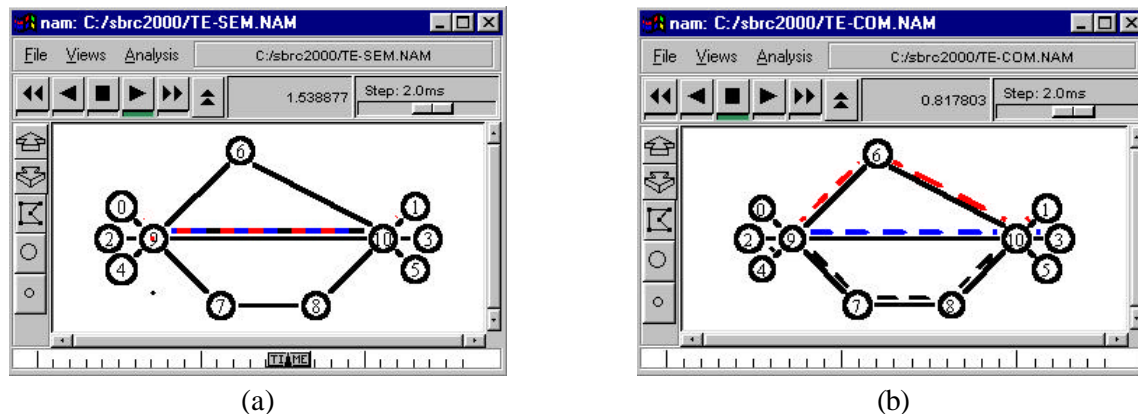 nam: C:/sbrc2000/TE-SEM.NAM
File Views Analysis C:/sbrc2000/TE-SEM.NAM
1.538877 Step: 2.0ms
6
0 1
2 9 10 3
4 5
7 8
TIME
(a)
nam: C:/sbrc2000/TE-COM.NAM
File Views Analysis C:/sbrc2000/TE-COM.NAM
0.817803 Step: 2.0ms
6
0 1
2 9 10 3
4 5
7 8
(b)